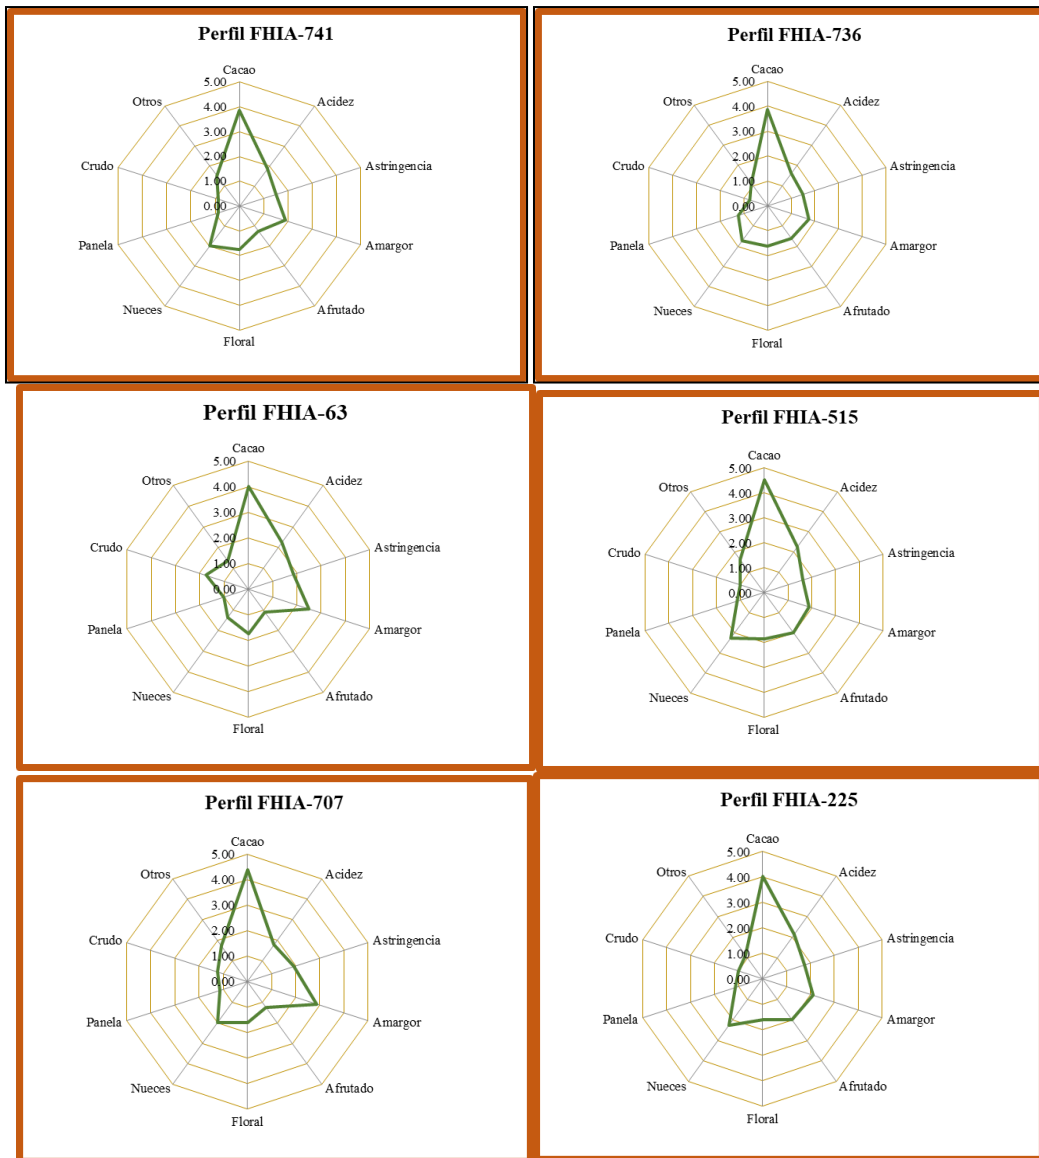 Perfil FHIA-741
Cacao
5.00
Otros
Acidez
4.00
3.00
Crudo
2.00
Astringencia
1.00
0.00
Panela
Amargor
Nueces
Afrutado
Floral
Perfil FHIA-736
Cacao
5.00
Otros
Acidez
4.00
3.00
Crudo
2.00
Astringencia
1.00
0.00
Panela
Amargor
Nueces
Afrutado
Floral
Perfil FHIA-63
Cacao
5.00
Otros
Acidez
4.00
3.00
Crudo
2.00
Astringencia
1.00
0.00
Panela
Amargor
Nueces
Afrutado
Floral
Perfil FHIA-515
Cacao
5.00
Otros
Acidez
4.00
3.00
Crudo
2.00
Astringencia
1.00
0.00
Panela
Amargor
Nueces
Afrutado
Floral
Perfil FHIA-707
Cacao
5.00
Otros
Acidez
4.00
3.00
Crudo
2.00
Astringencia
1.00
0.00
Panela
Amargor
Nueces
Afrutado
Floral
Perfil FHIA-225
Cacao
5.00
Otros
Acidez
4.00
3.00
Crudo
2.00
Astringencia
1.00
0.00
Panela
Amargor
Nueces
Afrutado
Floral